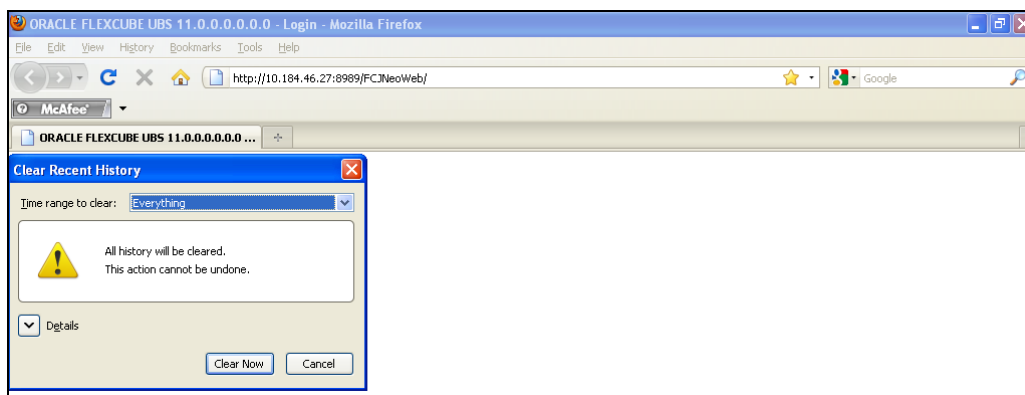 ORACLE FLEXCUBE UBS 11.0.0.0.0.0.0 - Login - Mozilla Firefox
File Edit View History Bookmarks Tools Help
http://10.184.46.27:8989/FCJNeoWeb/ Google
McAfee
ORACLE FLEXCUBE UBS 11.0.0.0.0.0.0 ...
Clear Recent History
Time range to clear: Everything
All history will be cleared.
This action cannot be undone.
Details
Clear Now Cancel